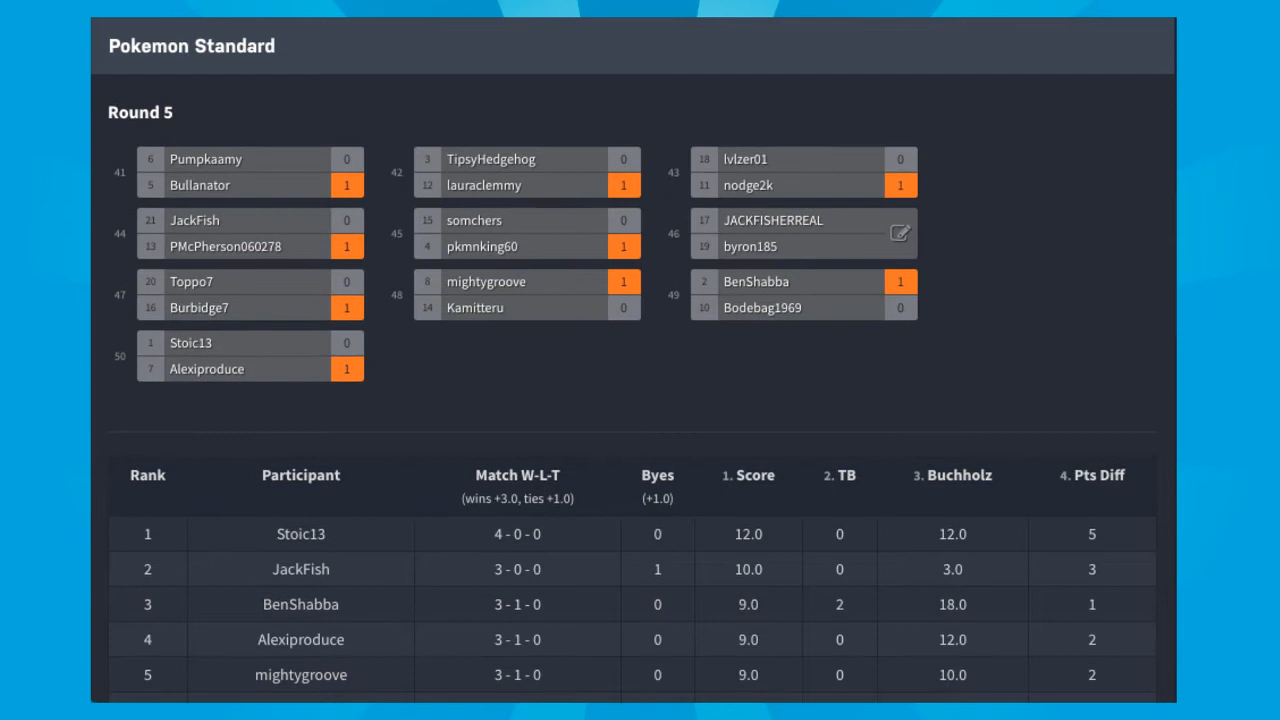 Pokemon Standard
Round 5
41
6 Pumpkaamy 0
5 Bullanator 1
42
3 TipsyHedgehog 0
12 lauraclemmy 1
43
18 lvlzer01 0
11 nodge2k 1
44
21 JackFish 0
13 PMcPherson060278 1
45
15 somchers 0
4 pkmnking60 1
46
17 JACKFISHERREAL
19 byron185
47
20 Toppo7 0
16 Burbidge7 1
48
8 mightygroove 1
14 Kamitteru 0
49
2 BenShabba 1
10 Bodebag1969 0
50
1 Stoic13 0
7 Alexiproduce 1
Rank Participant Match W-L-T Byes 1. Score 2. TB 3. Buchholz 4. Pts Diff
(wins +3.0, ties +1.0) (+1.0)
1 Stoic13 4 - 0 - 0 0 12.0 0 12.0 5
2 JackFish 3 - 0 - 0 1 10.0 0 3.0 3
3 BenShabba 3 - 1 - 0 0 9.0 2 18.0 1
4 Alexiproduce 3 - 1 - 0 0 9.0 0 12.0 2
5 mightygroove 3 - 1 - 0 0 9.0 0 10.0 2